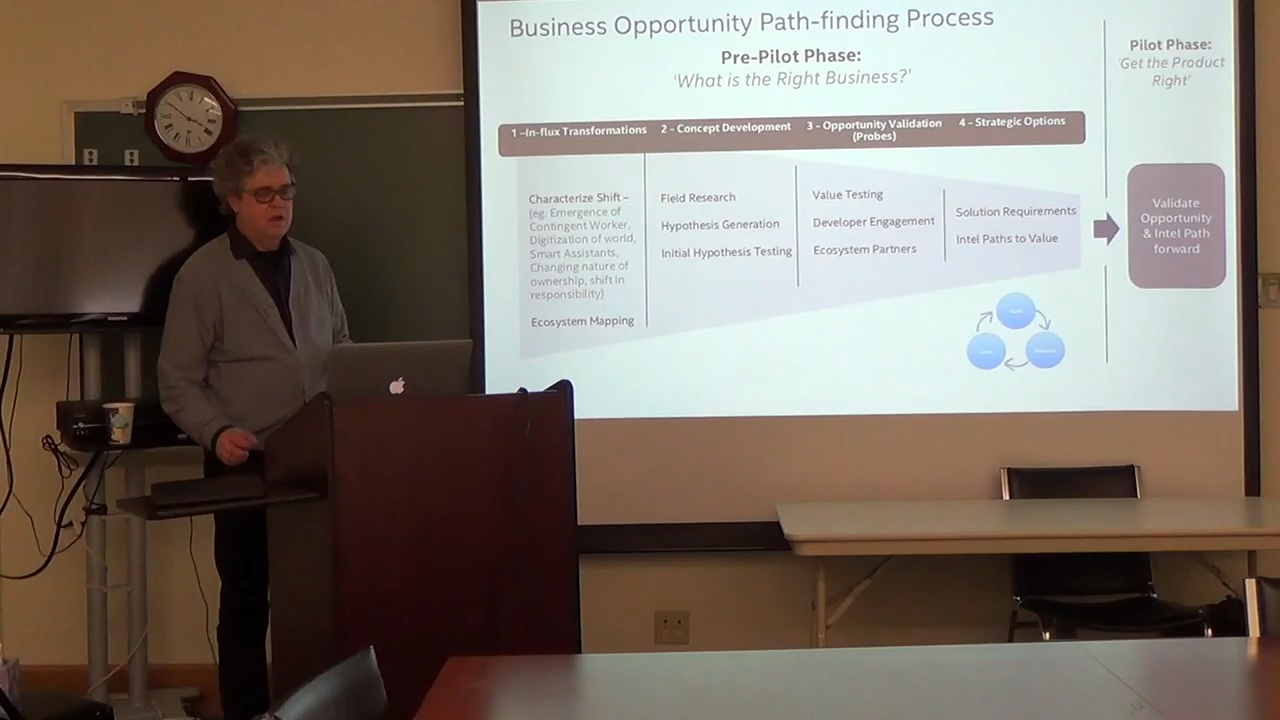 Business Opportunity Path-finding Process
Pre-Pilot Phase:
'What is the Right Business?'
Pilot Phase:
'Get the Product
Right'
1 –In-flux Transformations
2 - Concept Development
3 - Opportunity Validation
(Probes)
4 - Strategic Options
Characterize Shift –
(eg: Emergence of
Contingent Worker,
Digitization of world,
Smart Assistants,
Changing nature of
ownership, shift in
responsibility)
Ecosystem Mapping
Field Research
Hypothesis Generation
Initial Hypothesis Testing
Value Testing
Developer Engagement
Ecosystem Partners
Solution Requirements
Intel Paths to Value
Validate
Opportunity
& Intel Path
forward